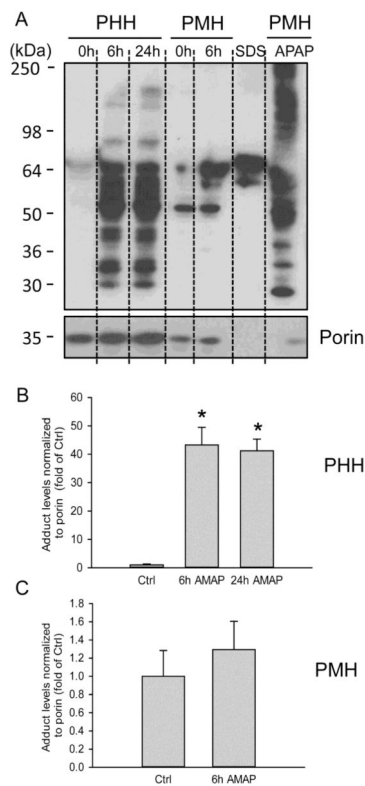 A
PHH PMH PMH
(kDa) 0h 6h 24h 0h 6h SDS APAP
250
98
64
50
36
30
35 Porin
B
Adduct levels normalized
to porin (fold of Ctrl)
60
50
40
30
20
10
0
* *
Ctrl 6h AMAP 24h AMAP
PHH
C
Adduct levels normalized
to porin (fold of Ctrl)
1.8
1.6
1.4
1.2
1.0
0.8
0.6
0.4
0.2
0.0
Ctrl 6h AMAP
PMH